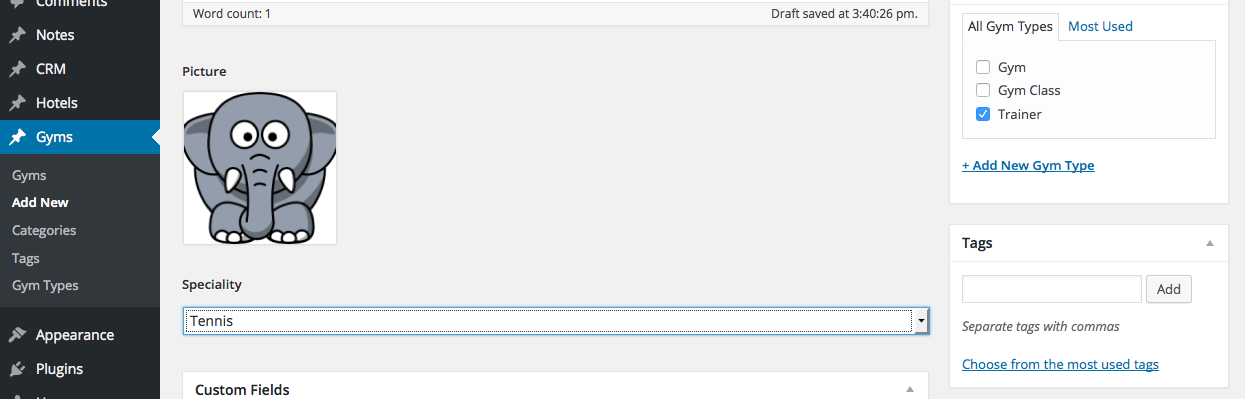 Comments
Notes
CRM
Hotels
Gyms
Gyms
Add New
Categories
Tags
Gym Types
Appearance
Plugins
Word count: 1
Draft saved at 3:40:26 pm.
Picture
Speciality
Tennis
Custom Fields
All Gym Types
Most Used
Gym
Gym Class
Trainer
+ Add New Gym Type
Tags
Add
Separate tags with commas
Choose from the most used tags